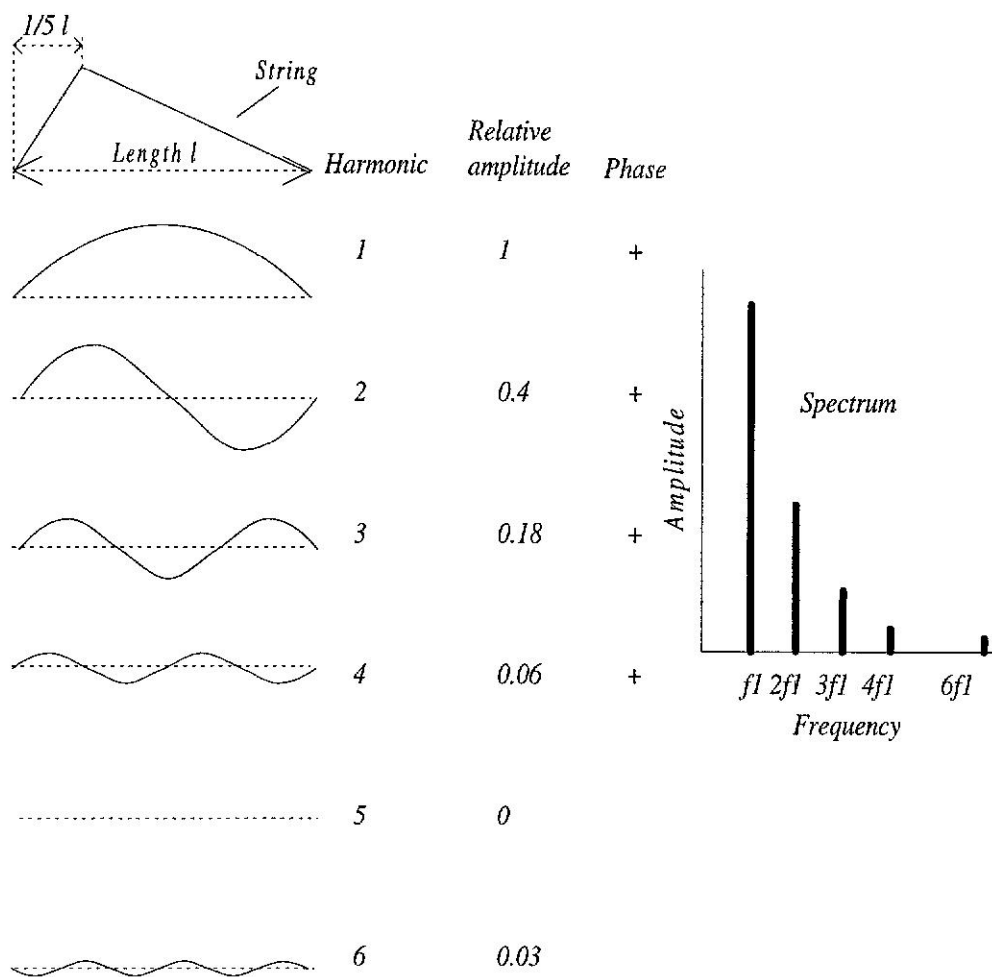 1/5 l
String
Length l
Harmonic Relative amplitude Phase
1 1 +
2 0.4 +
3 0.18 +
4 0.06 +
5 0
6 0.03
Amplitude
Spectrum
f1 2f1 3f1 4f1 6f1
Frequency